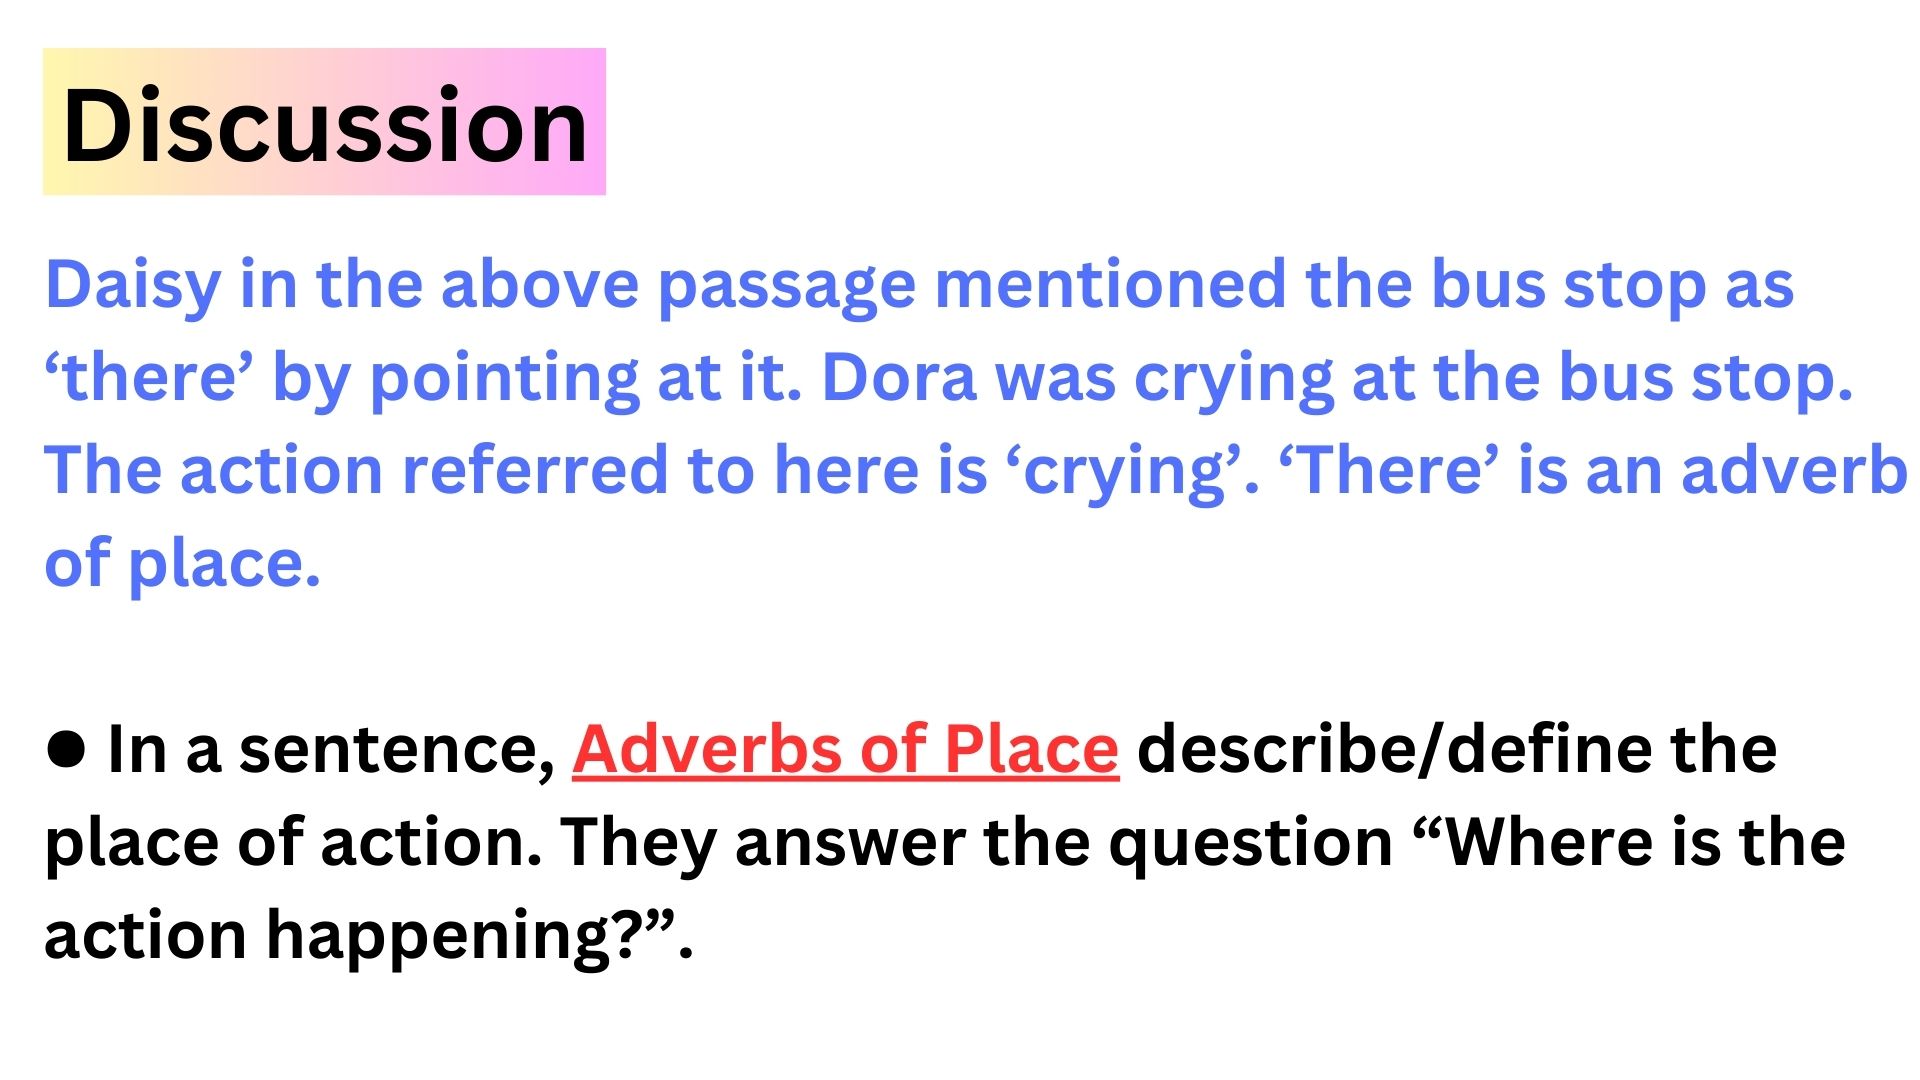 Discussion
Daisy in the above passage mentioned the bus stop as
‘there’ by pointing at it. Dora was crying at the bus stop.
The action referred to here is ‘crying’. ‘There’ is an adverb
of place.
● In a sentence, Adverbs of Place describe/define the
place of action. They answer the question “Where is the
action happening?”.